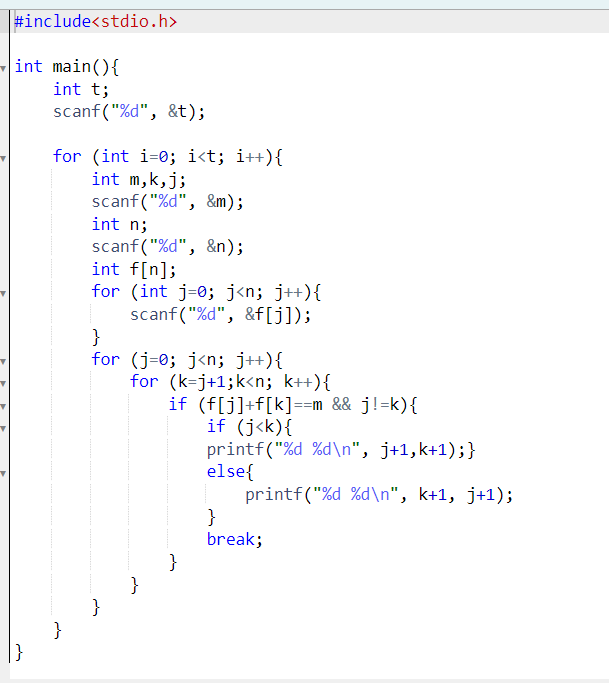 #include<stdio.h>
int main(){
int t;
scanf("%d", &t);
for (int i=0; i<t; i++){
int m,k,j;
scanf("%d", &m);
int n;
scanf("%d", &n);
int f[n];
for (int j=0; j<n; j++){
scanf("%d", &f[j]);
}
for (j=0; j<n; j++){
for (k=j+1;k<n; k++){
if (f[j]+f[k]==m && j!=k){
if (j<k){
printf("%d %d\n", j+1,k+1);}
else{
printf("%d %d\n", k+1, j+1);
}
break;
}
}
}
}
}